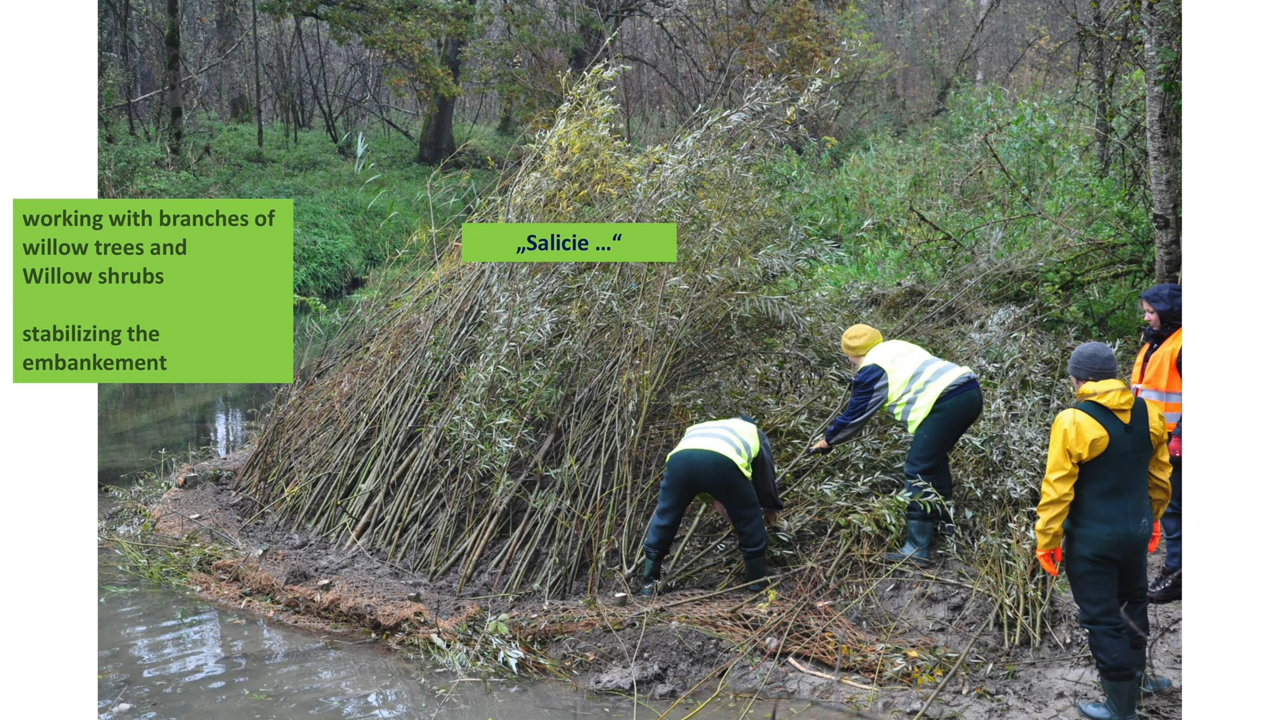 working with branches of
willow trees and
Willow shrubs
stabilizing the
embankement
„Salicie …“